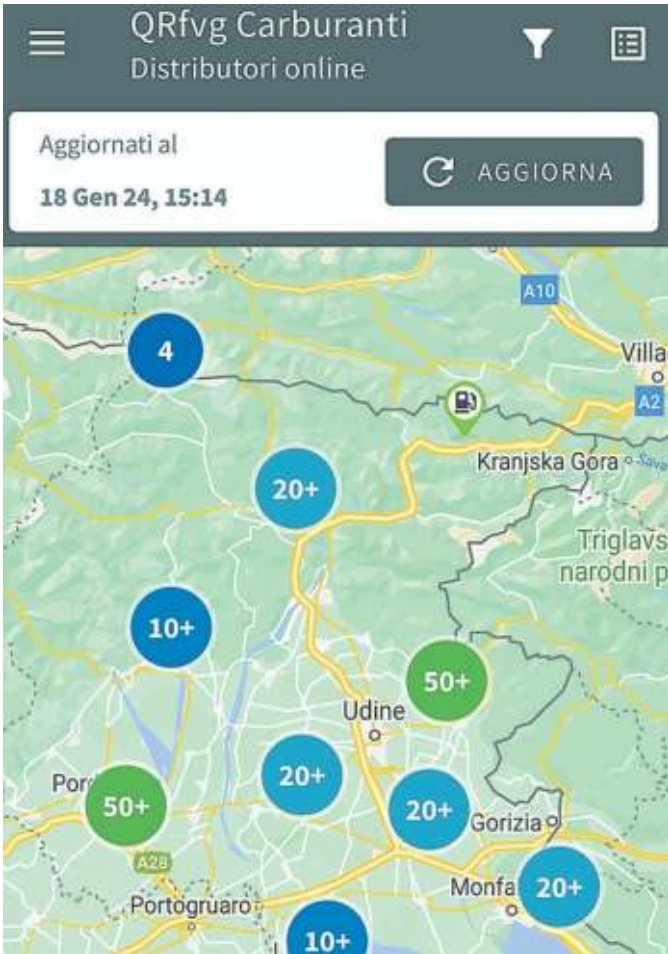 QRfvg Carburanti
Distributori online
Aggiornati al
18 Gen 24, 15:14
AGGIORNA
A10
4
Villa
A2
Kranjska Gora
Sava
20+
Triglavs
narodni p
10+
50+
Udine
20+
Por
50+
20+
Gorizia
A28
Monfa
20+
Portogruaro
10+